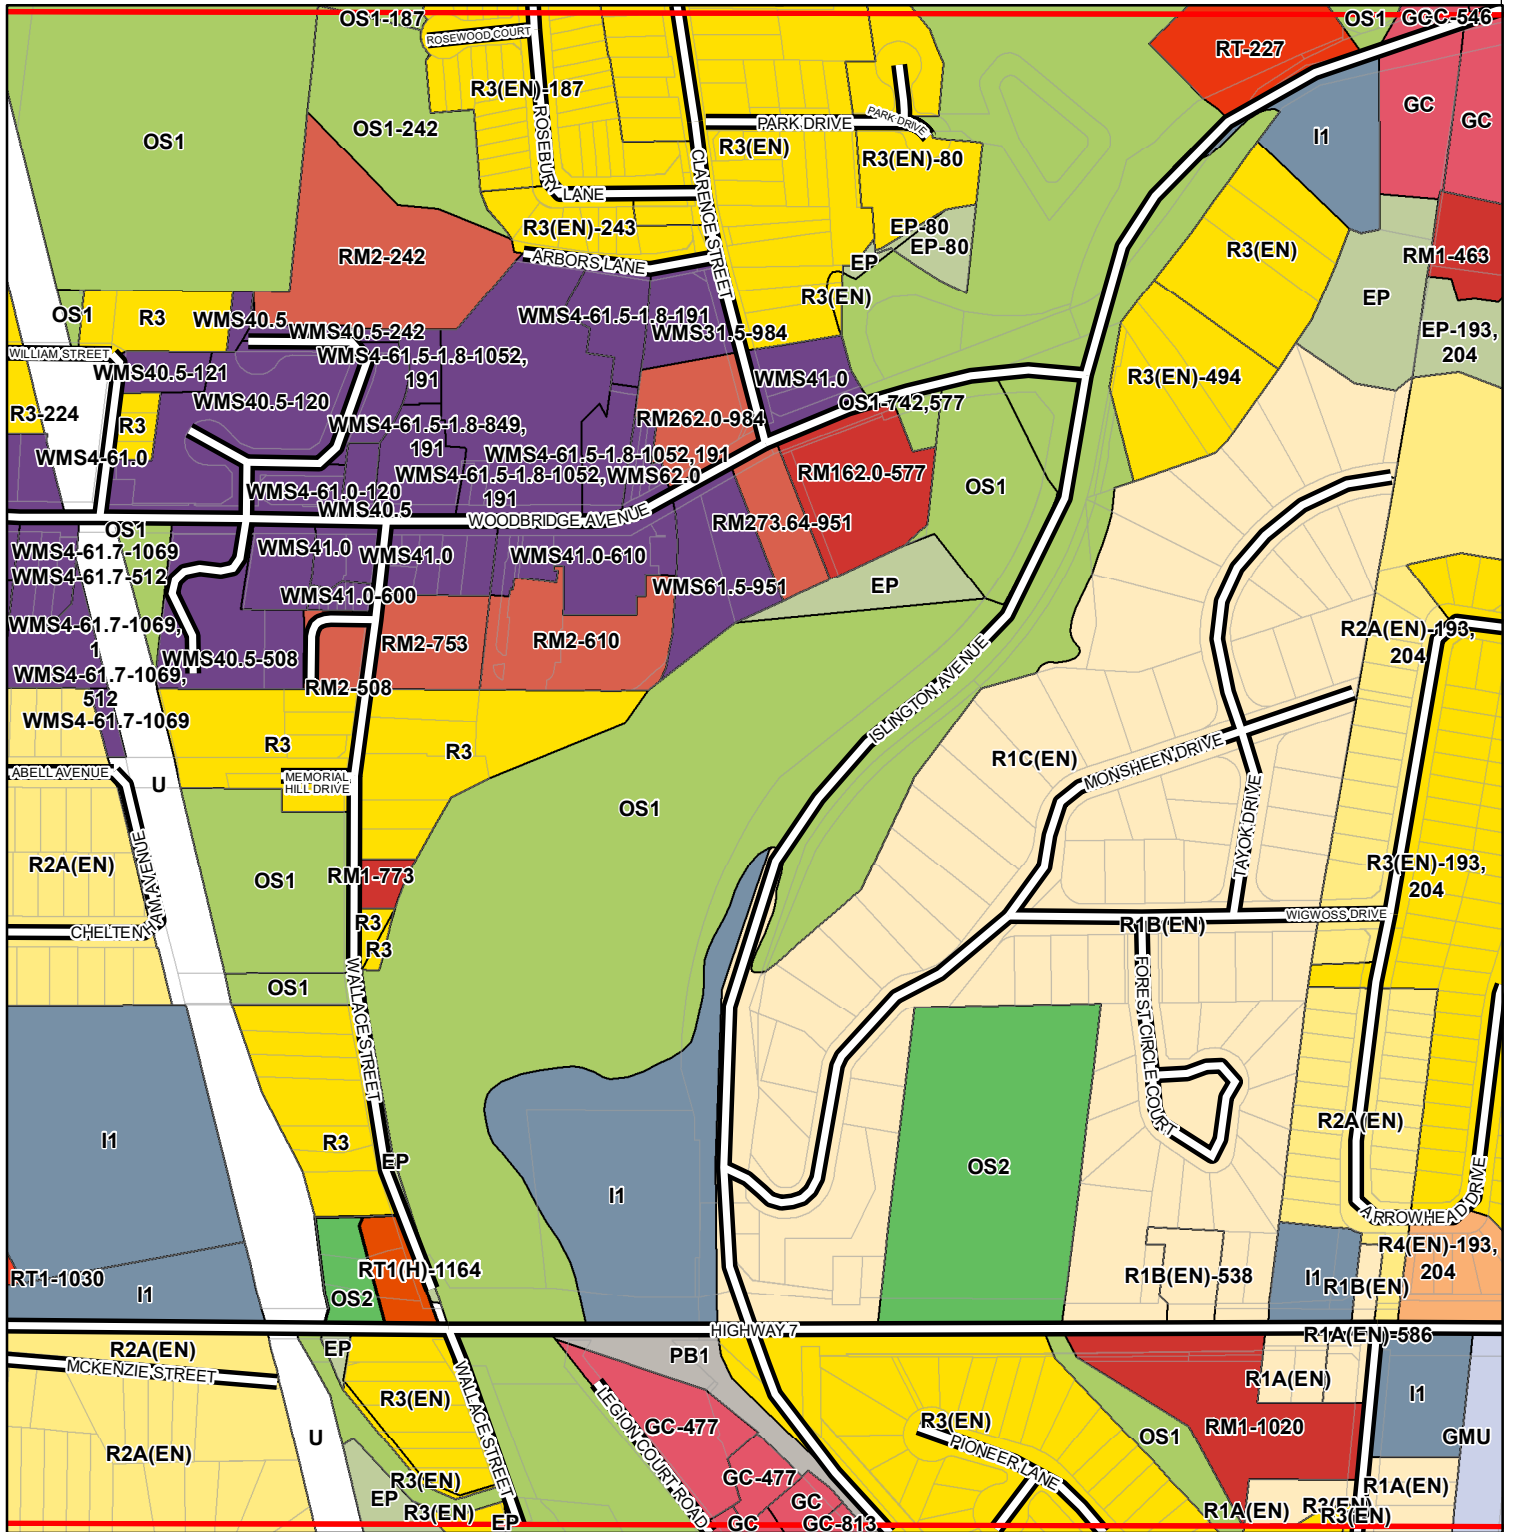 OS1-187
OS1
GCC-546
ROSEWOOD COURT
RT-227
R3(EN)-187
GC
GC
OS1
OS1-242
ROSEBURY LANE
CLARENCE STREET
PARK DRIVE
PARK DRIVE
I1
R3(EN)
R3(EN)-80
R3(EN)-243
EP-80
EP-80
RM2-242
ARBORS LANE
EP
R3(EN)
RM1-463
R3(EN)
EP
OS1
R3
WMS40.5
WMS40.5-242
WMS4-61.5-1.8-191
WMS31.5-984
EP-193,
204
WILLIAM STREET
WMS4-61.5-1.8-1052,
191
WMS40.5-121
WMS41.0
R3(EN)-494
WMS40.5-120
OS1-742,577
R3-224
R3
WMS4-61.5-1.8-849,
191
RM262.0-984
WMS4-61.0
WMS4-61.5-1.8-1052,191
WMS4-61.5-1.8-1052,
191
WMS62.0
RM162.0-577
OS1
WMS4-61.0-120
WMS40.5
WOODBRIDGE AVENUE
RM273.64-951
OS1
WMS4-61.7-1069
WMS4-61.7-512
WMS41.0
WMS41.0
WMS41.0-610
WMS61.5-951
EP
WMS41.0-600
WMS4-61.7-1069,
1
RM2-753
RM2-610
R2A(EN)-193,
204
WMS40.5-508
WMS4-61.7-1069,
512
RM2-508
WMS4-61.7-1069
ISLINGTON AVENUE
R3
R3
R1C(EN)
MONSHEEN DRIVE
ABELL AVENUE
U
MEMORIAL
HILL DRIVE
OS1
TAYOK DRIVE
R2A(EN)
CHELTENHAM AVENUE
OS1
RM1-773
R3(EN)-193,
204
R3
R3
R1B(EN)
WIGWOSS DRIVE
OS1
WALLACE STREET
FOREST CIRCLE COURT
I1
R3
EP
I1
OS2
R2A(EN)
ARROWHEAD DRIVE
RT1-1030
I1
RT1(H)-1164
OS2
R1B(EN)-538
I1
R1B(EN)
R4(EN)-193,
204
HIGHWAY 7
R1A(EN)-586
R2A(EN)
EP
PB1
MCKENZIE STREET
WALLACE STREET
R3(EN)
LEGION COURT ROAD
GC-477
R3(EN)
PIONEER LANE
R1A(EN)
I1
RM1-1020
OS1
GMU
U
R2A(EN)
GC-477
R3(EN)
EP
R3(EN)
EP
GC
GC
GC-813
R1A(EN)
R1A(EN)
R3(EN)
R3(EN)